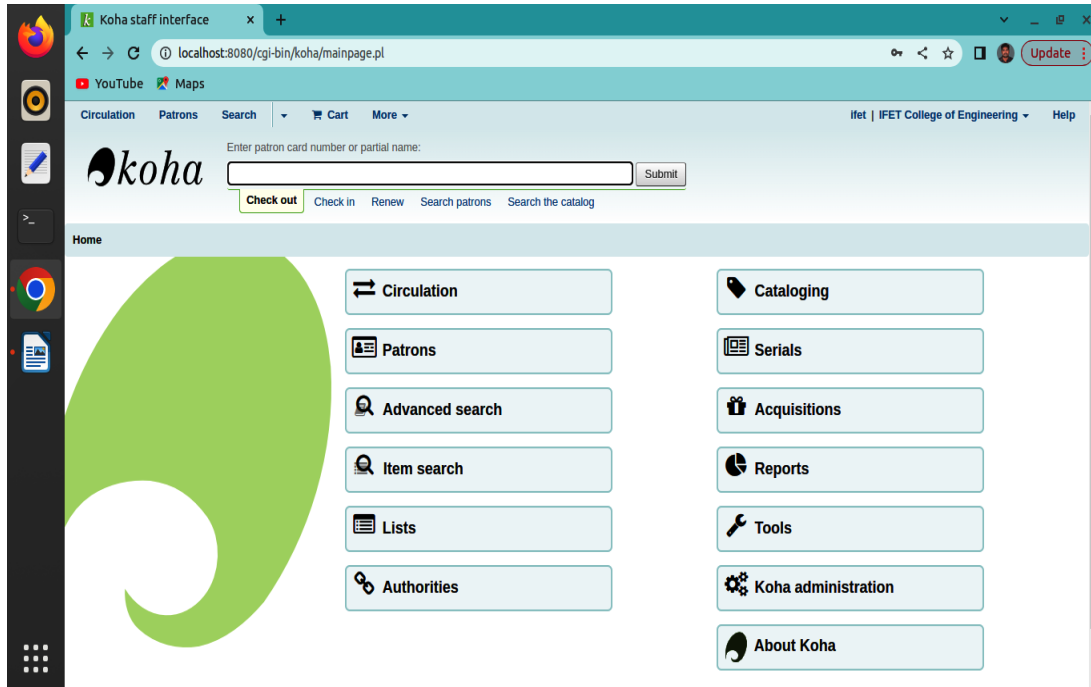 Koha staff interface
localhost:8080/cgi-bin/koha/mainpage.pl
Update
YouTube Maps
Circulation Patrons Search Cart More ifet | IFET College of Engineering Help
koha
Enter patron card number or partial name:
Submit
Check out Check in Renew Search patrons Search the catalog
Home
Circulation Cataloging
Patrons Serials
Advanced search Acquisitions
Item search Reports
Lists Tools
Authorities Koha administration
About Koha